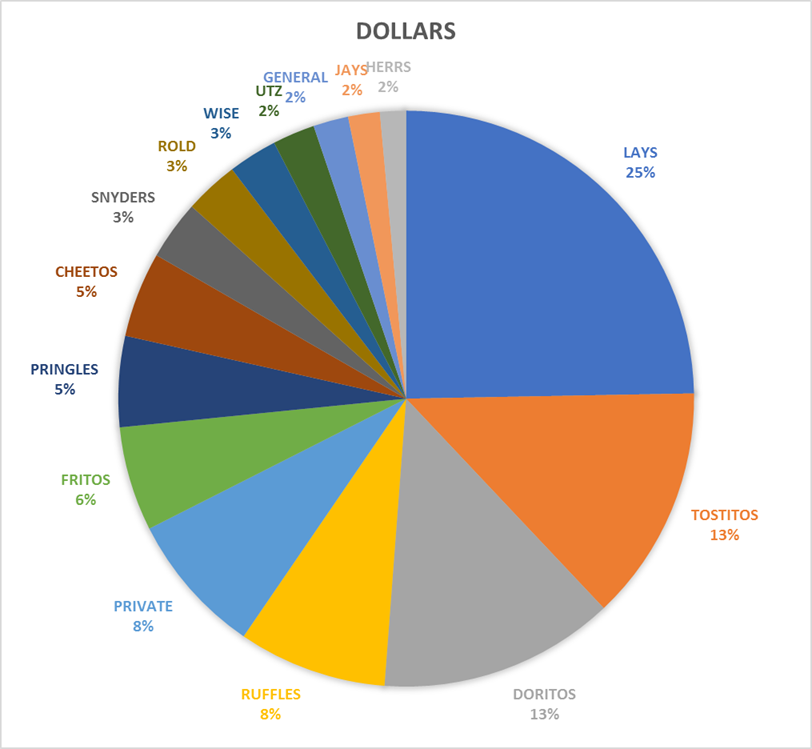 DOLLARS
LAYS
25%
TOSTITOS
13%
DORITOS
13%
RUFFLES
8%
PRIVATE
8%
FRITOS
6%
PRINGLES
5%
CHEETOS
5%
SNYDERS
3%
ROLD
3%
WISE
3%
UTZ
2%
GENERAL
2%
JAYS
2%
HERRS
2%